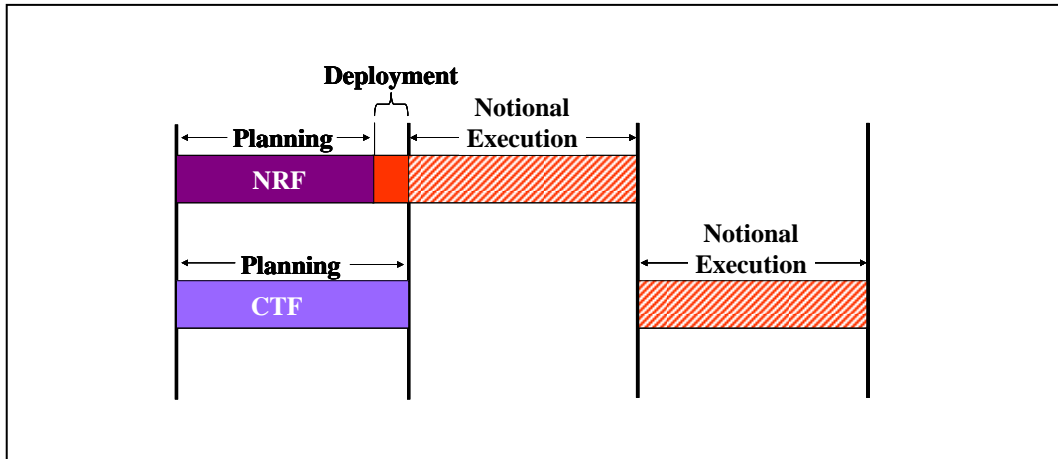 Deployment
Notional
Execution
Planning
NRF
Notional
Execution
Planning
CTF